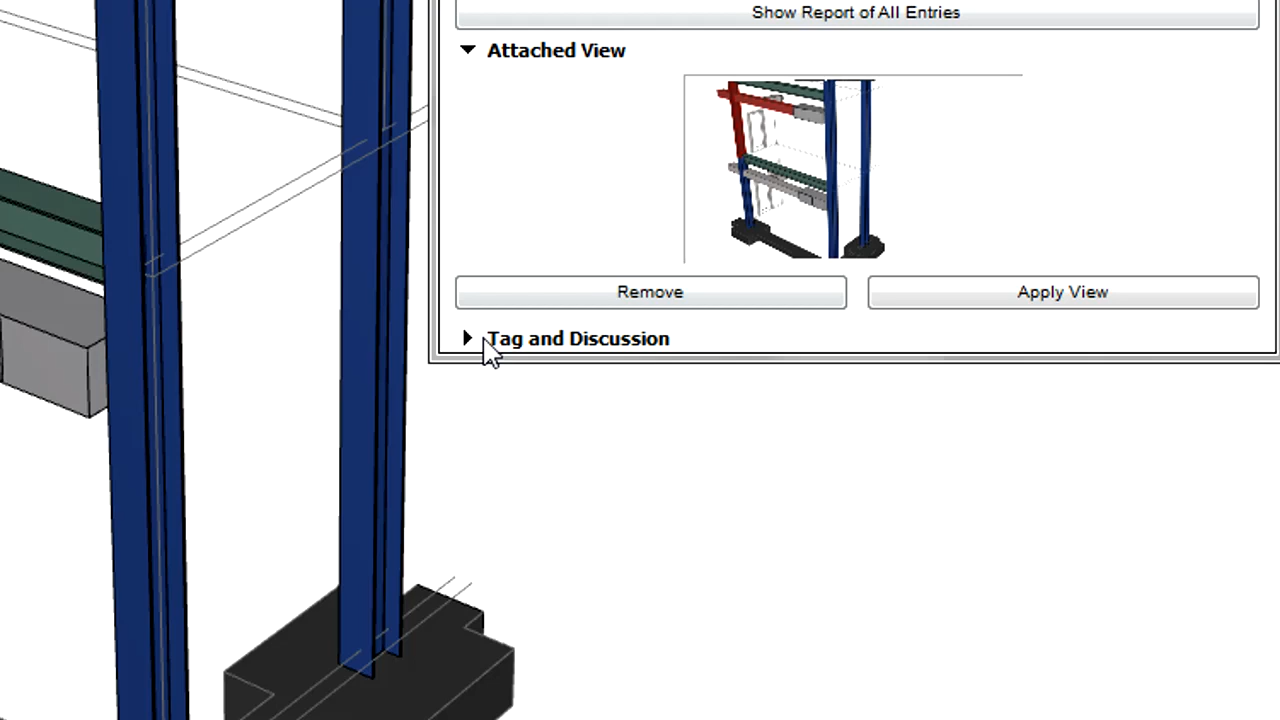 Show Report of All Entries
Attached View
Remove
Apply View
Tag and Discussion